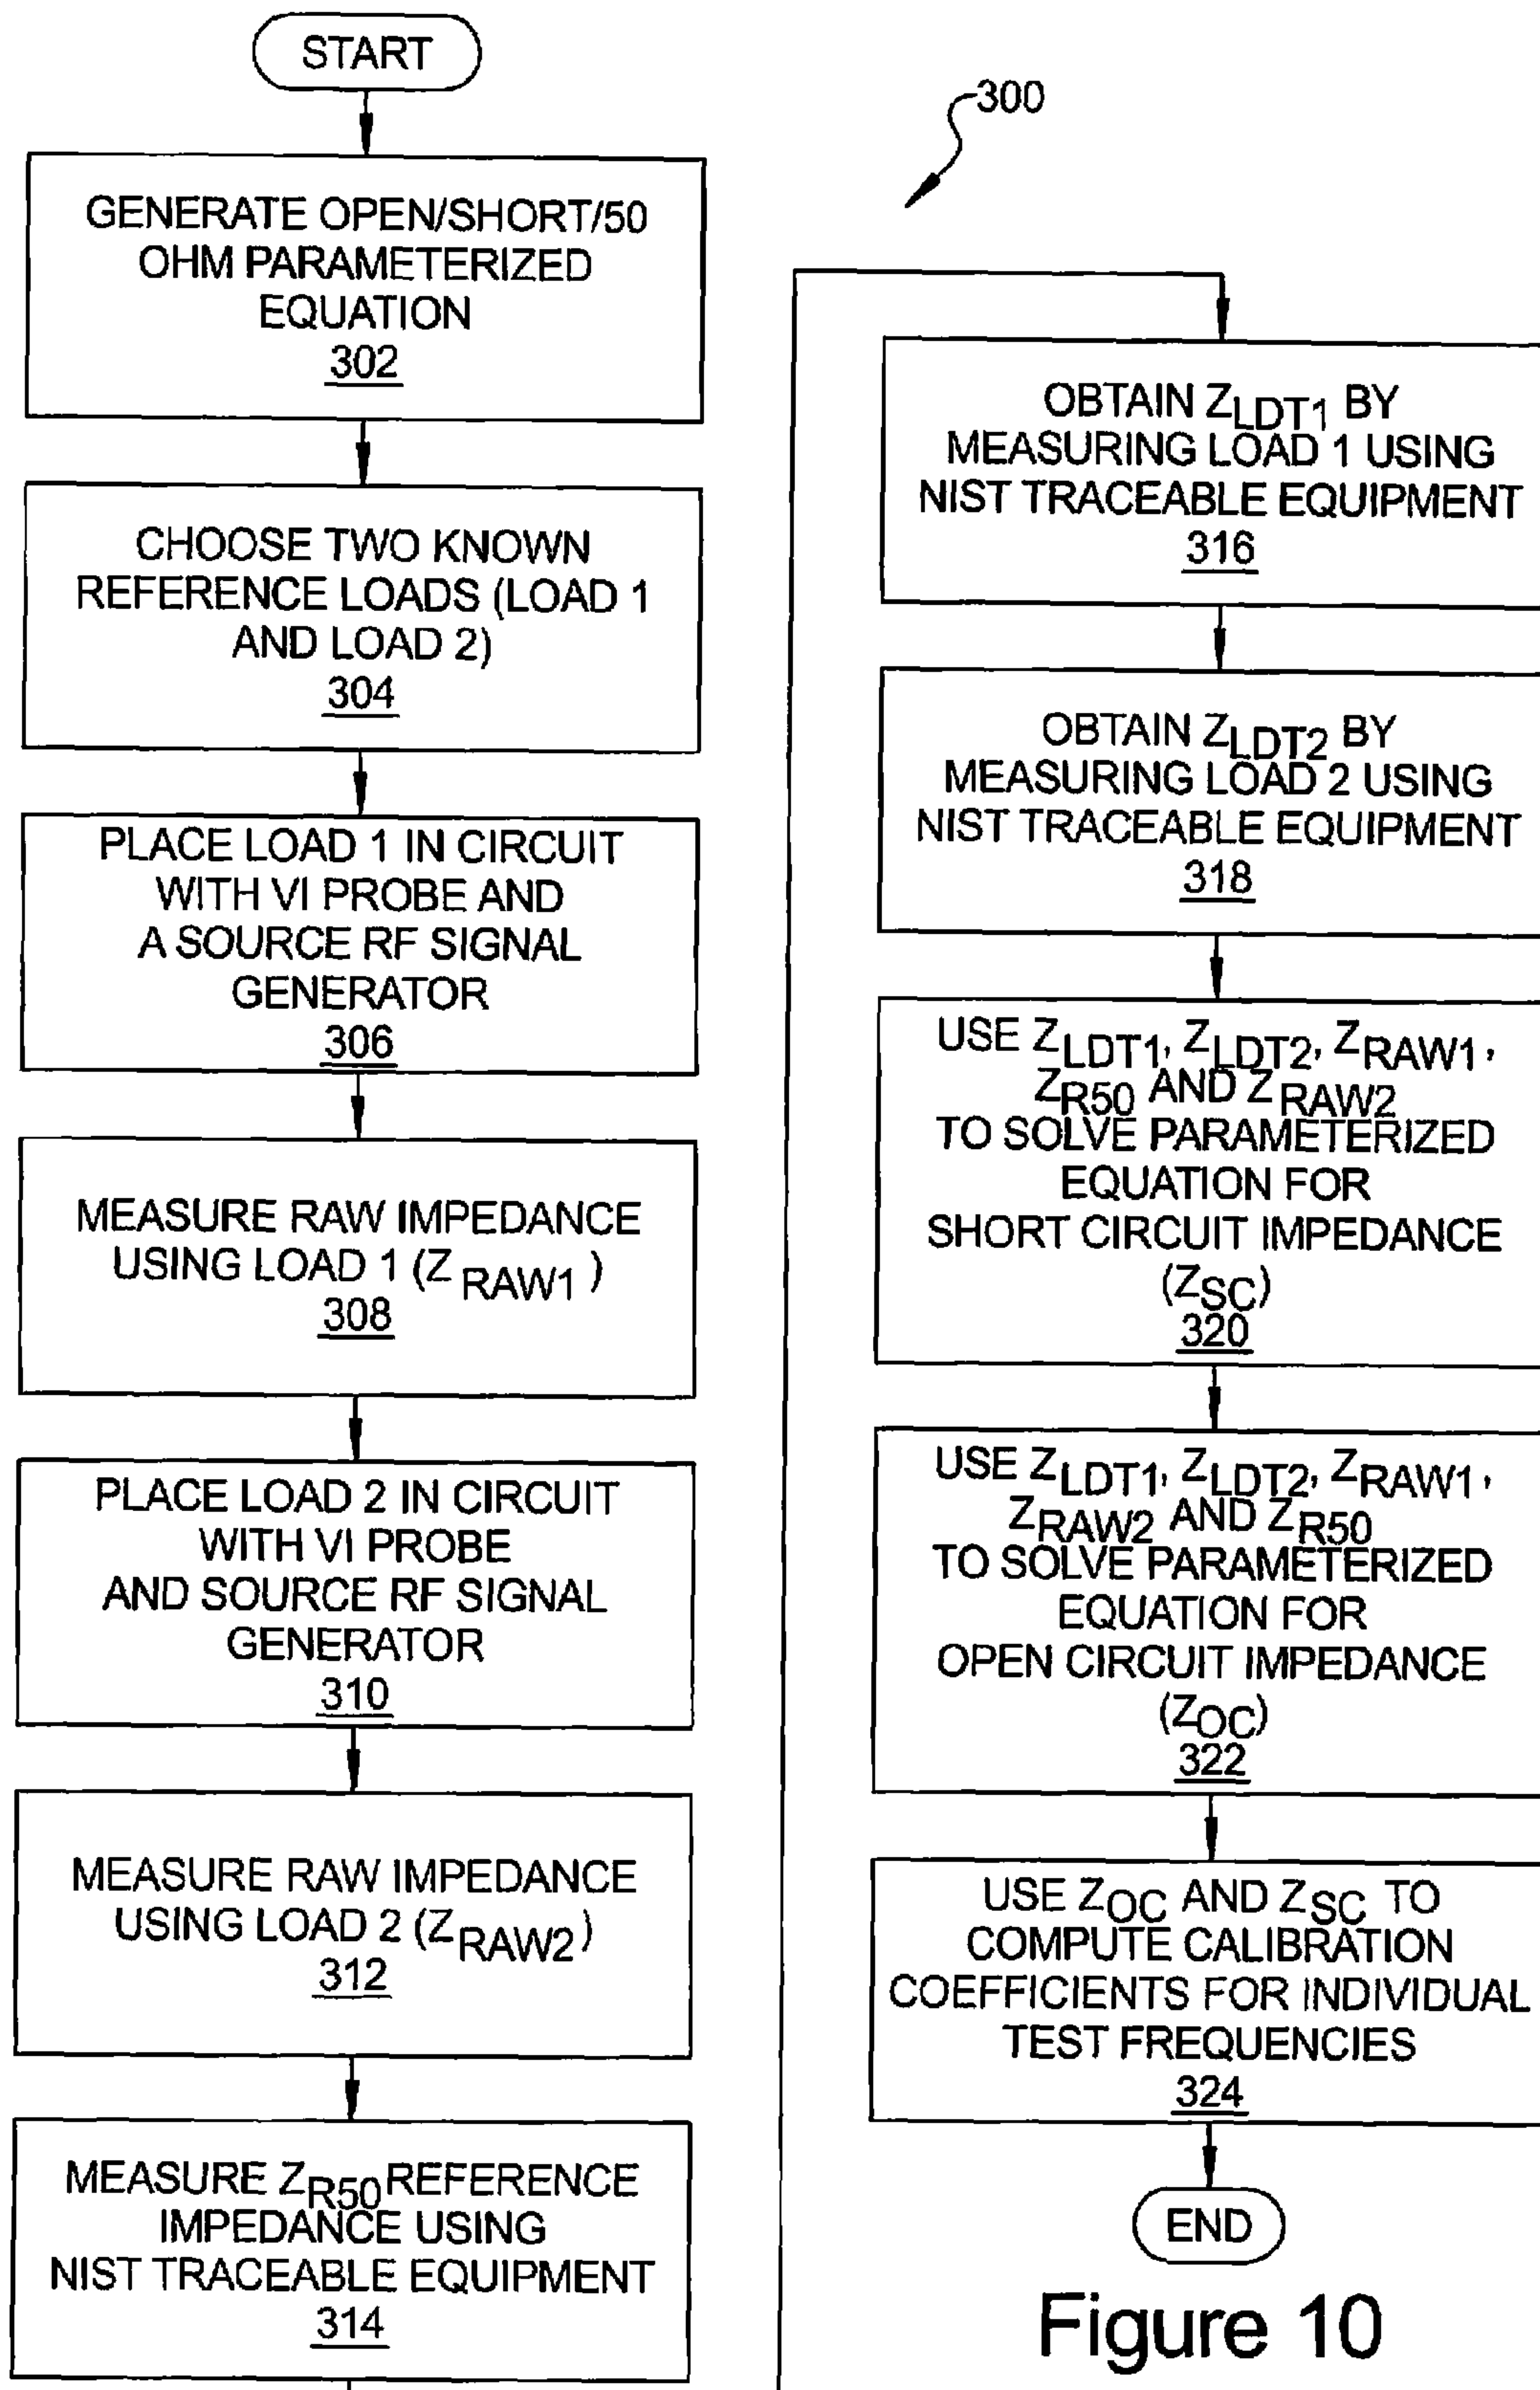 START
300
GENERATE OPEN/SHORT/50
OHM PARAMETERIZED
EQUATION
302
CHOOSE TWO KNOWN
REFERENCE LOADS (LOAD 1
AND LOAD 2)
304
PLACE LOAD 1 IN CIRCUIT
WITH VI PROBE AND
A SOURCE RF SIGNAL
GENERATOR
306
MEASURE RAW IMPEDANCE
USING LOAD 1 (Z RAW1 )
308
PLACE LOAD 2 IN CIRCUIT
WITH VI PROBE
AND SOURCE RF SIGNAL
GENERATOR
310
MEASURE RAW IMPEDANCE
USING LOAD 2 (ZRAW2)
312
MEASURE ZR50 REFERENCE
IMPEDANCE USING
NIST TRACEABLE EQUIPMENT
314
OBTAIN ZLDT1 BY
MEASURING LOAD 1 USING
NIST TRACEABLE EQUIPMENT
316
OBTAIN ZLDT2 BY
MEASURING LOAD 2 USING
NIST TRACEABLE EQUIPMENT
318
USE ZLDT1, ZLDT2, ZRAW1,
ZR50 AND ZRAW2
TO SOLVE PARAMETERIZED
EQUATION FOR
SHORT CIRCUIT IMPEDANCE
(ZSC)
320
USE ZLDT1, ZLDT2, ZRAW1,
ZRAW2 AND ZR50
TO SOLVE PARAMETERIZED
EQUATION FOR
OPEN CIRCUIT IMPEDANCE
(ZOC)
322
USE ZOC AND ZSC TO
COMPUTE CALIBRATION
COEFFICIENTS FOR INDIVIDUAL
TEST FREQUENCIES
324
END
Figure 10